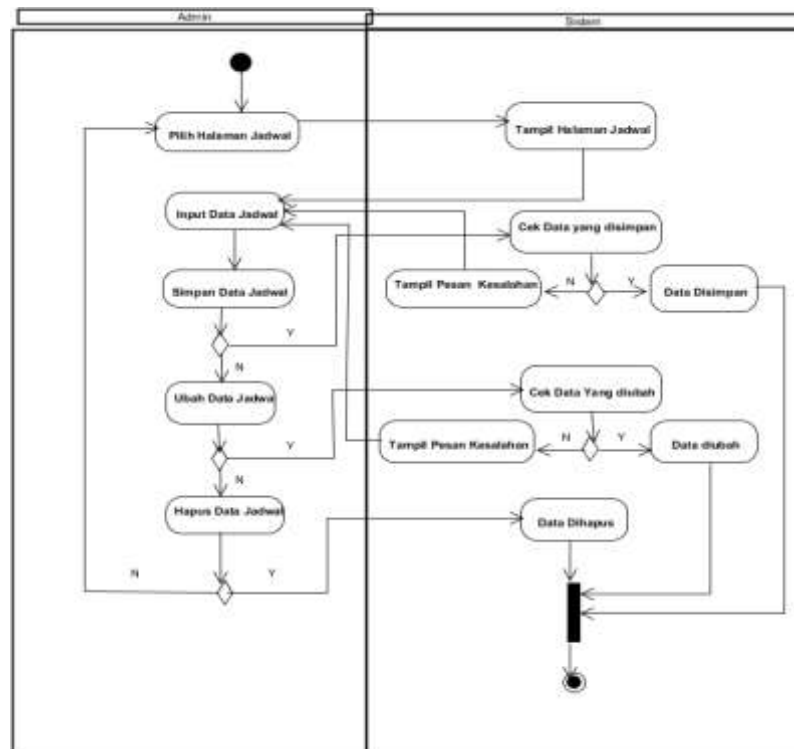 Admin
Sistem
Pilih Halaman Jadwal
Tampil Halaman Jadwal
Input Data Jadwal
Cek Data yang disimpan
Simpan Data Jadwal
Tampil Pesan Kesalahan
N
Y
Data Disimpan
Y
N
Ubah Data Jadwa
Cek Data Yang diubah
Y
Tampil Pesan Kesalahan
N
Y
Data diubah
N
Hapus Data Jadwal
Data Dihapus
N
Y